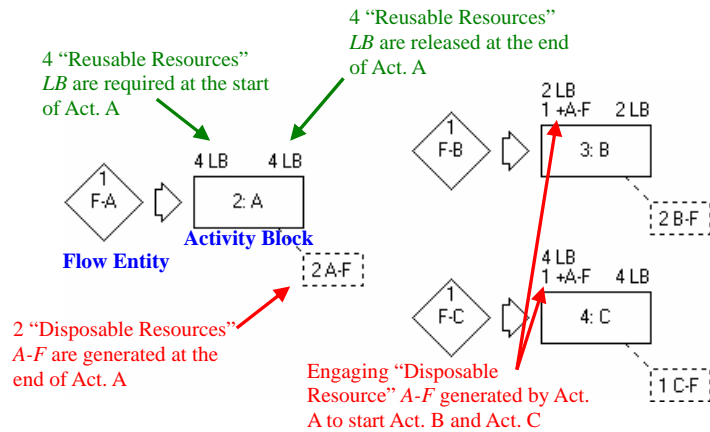 4 “Reusable Resources”
LB are required at the start
of Act. A
4 “Reusable Resources”
LB are released at the end
of Act. A
1
F-A
4 LB
4 LB
2: A
Flow Entity
Activity Block
2 A-F
2 “Disposable Resources”
A-F are generated at the
end of Act. A
1
F-B
2 LB
1 +A-F
2 LB
3: B
2 B-F
1
F-C
4 LB
1 +A-F
4 LB
4: C
1 C-F
Engaging “Disposable
Resource” A-F generated by Act.
A to start Act. B and Act. C